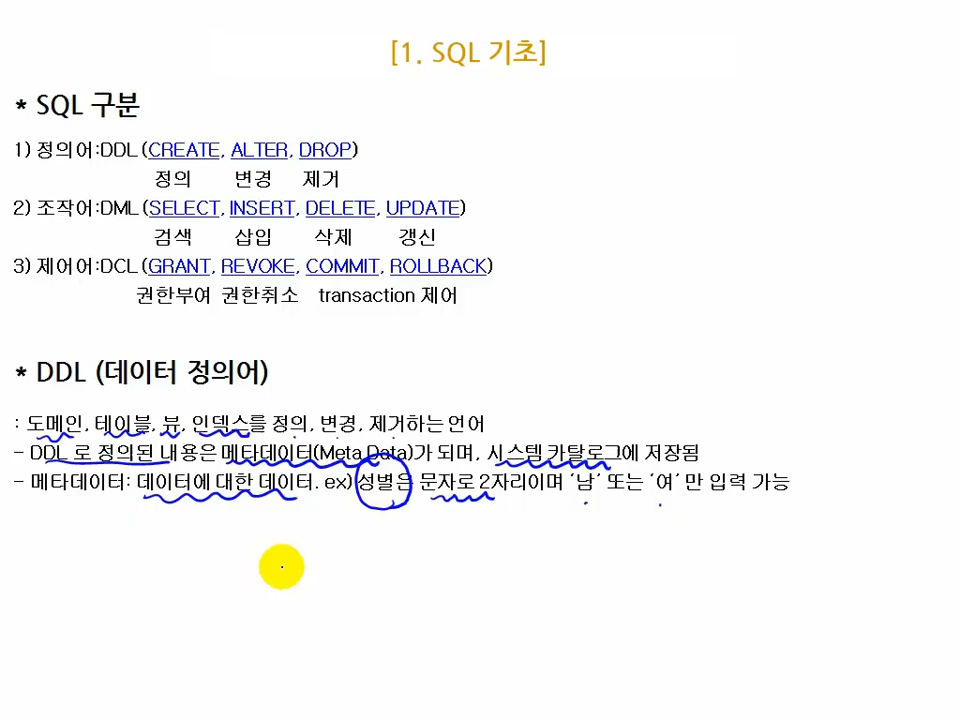 [1. SQL 기초]
* SQL 구분
1) 정의어:DDL(CREATE, ALTER, DROP)
정의 변경 제거
2) 조작어:DML(SELECT, INSERT, DELETE, UPDATE)
검색 삽입 삭제 갱신
3) 제어어:DCL(GRANT, REVOKE, COMMIT, ROLLBACK)
권한부여 권한취소 transaction 제어
* DDL (데이터 정의어)
: 도메인, 테이블, 뷰, 인덱스를 정의, 변경, 제거하는 언어
- DDL 로 정의된 내용은 메타데이터(Meta Data)가 되며, 시스템 카탈로그에 저장됨
- 메타데이터: 데이터에 대한 데이터. ex) 성별은 문자로 2자리이며 '남' 또는 '여' 만 입력 가능